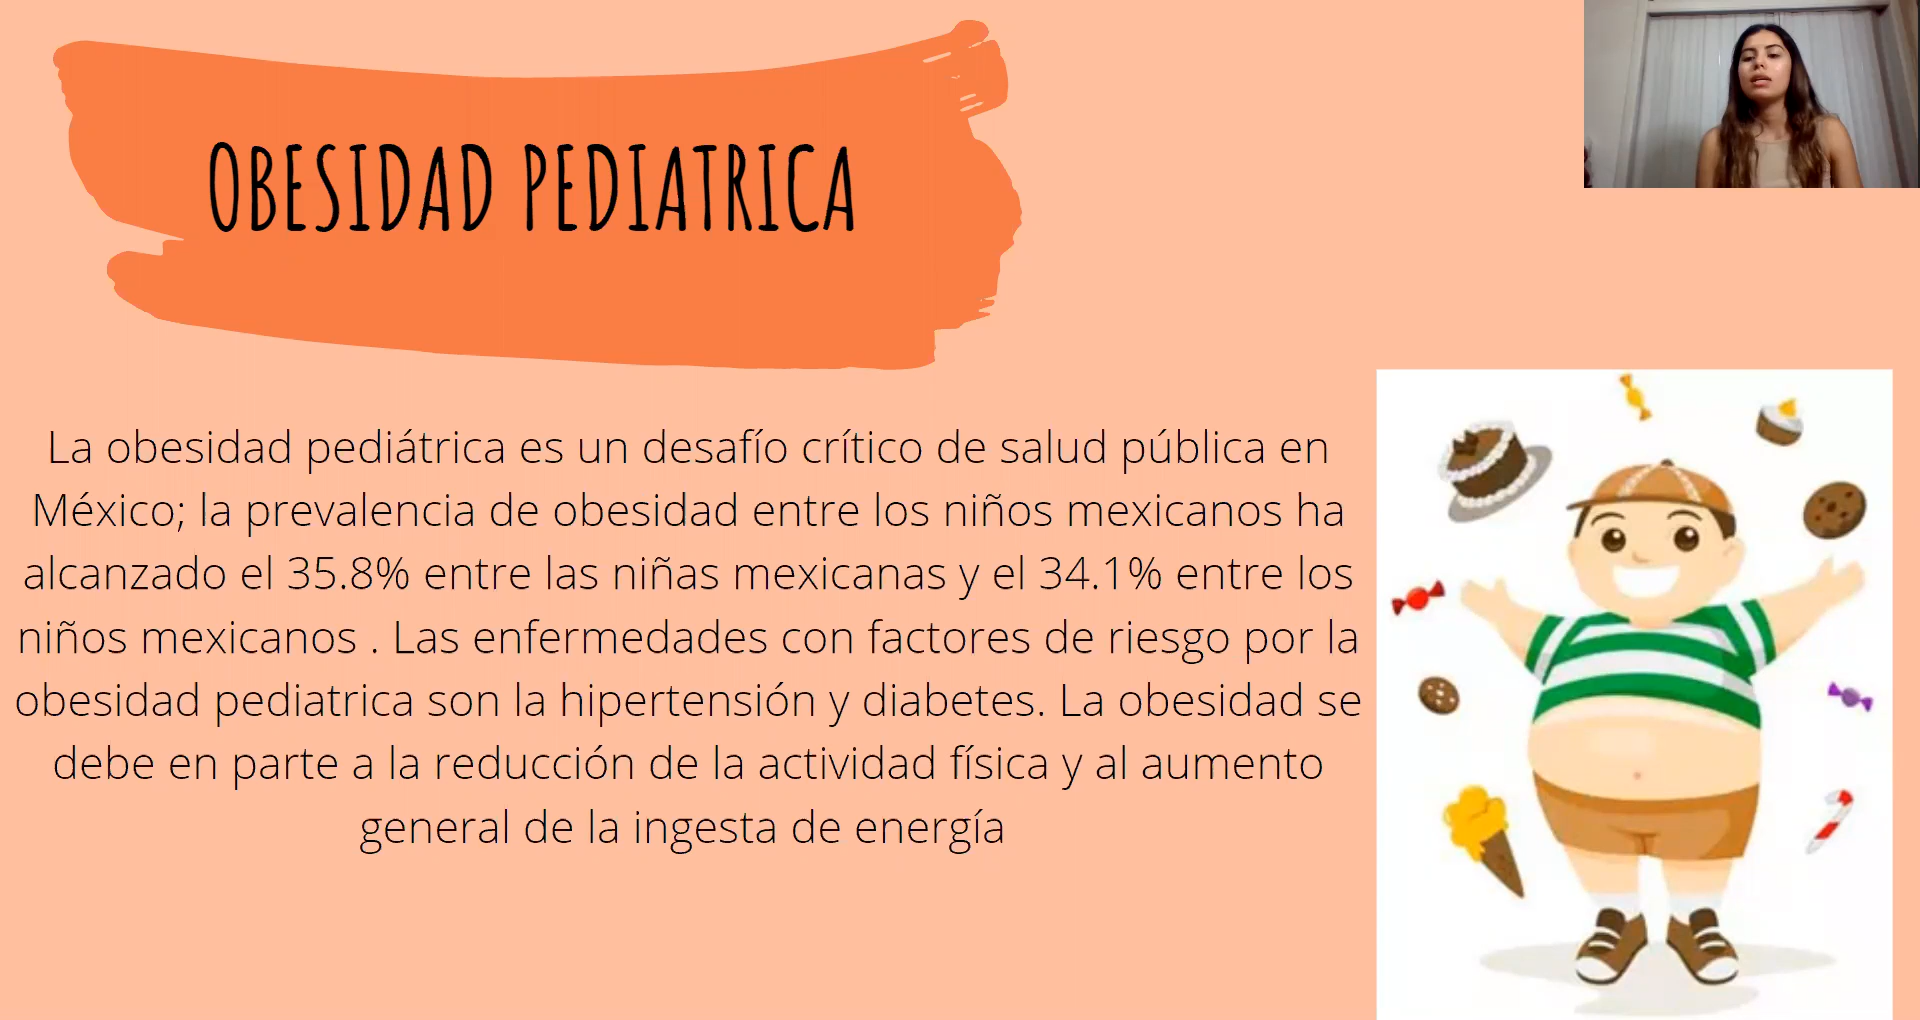 OBESIDAD PEDIATRICA
La obesidad pediátrica es un desafío crítico de salud pública en
México; la prevalencia de obesidad entre los niños mexicanos ha
alcanzado el 35.8% entre las niñas mexicanas y el 34.1% entre los
niños mexicanos . Las enfermedades con factores de riesgo por la
obesidad pediatrica son la hipertensión y diabetes. La obesidad se
debe en parte a la reducción de la actividad física y al aumento
general de la ingesta de energía